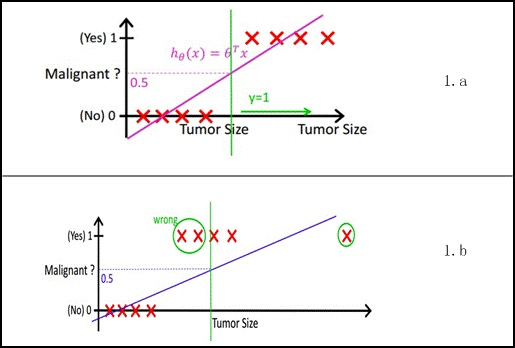 (Yes) 1
hθ(x) = θᵀx
Malignant ?
0.5
1.a
y=1
(No) 0
Tumor Size
Tumor Size
wrong
(Yes) 1
1.b
Malignant ?
0.5
(No) 0
Tumor Size